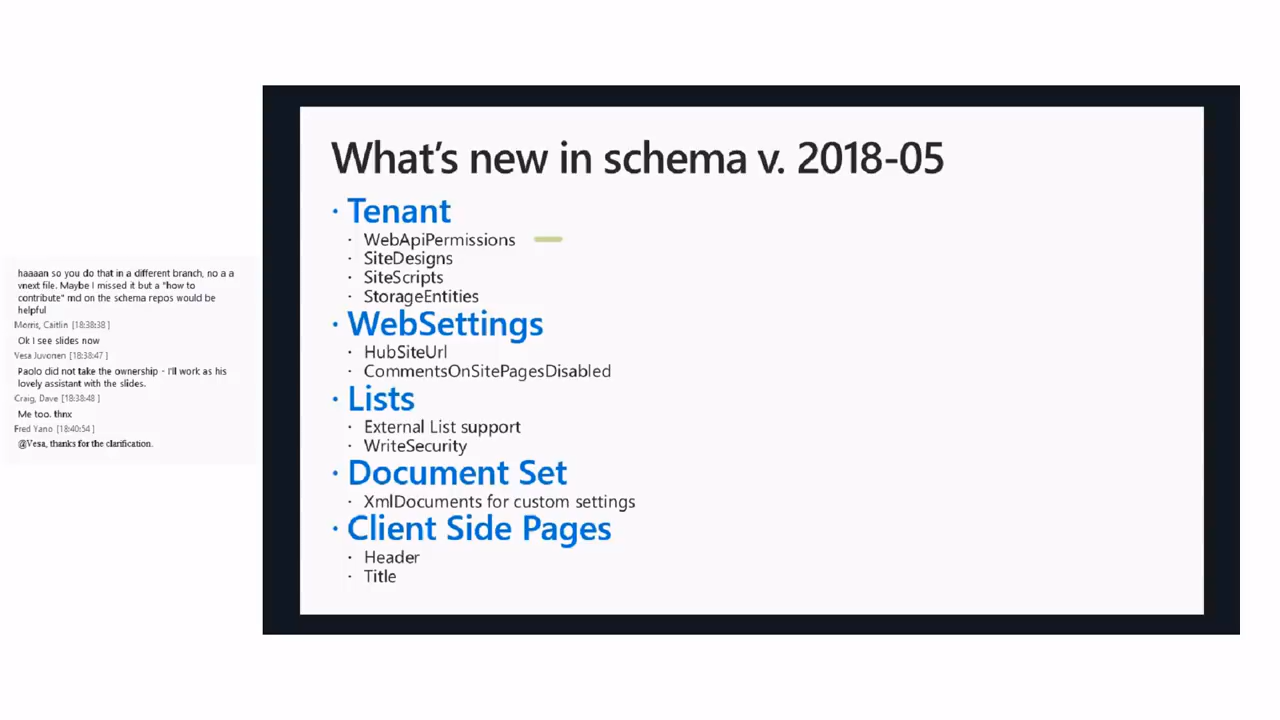 haaaan so you do that in a different branch, no a a
vnext file. Maybe I missed it but a "how to
contribute" md on the schema repos would be
helpful
Morris, Caitlin [18:38:38 ]
Ok I see slides now
Vesa Juvonen [18:38:47 ]
Paolo did not take the ownership - I'll work as his
lovely assistant with the slides.
Craig, Dave [18:38:48 ]
Me too. thnx
Fred Yano [18:40:54 ]
@Vesa, thanks for the clarification.
What's new in schema v. 2018-05
· Tenant
· WebApiPermissions
· SiteDesigns
· SiteScripts
· StorageEntities
· WebSettings
· HubSiteUrl
· CommentsOnSitePagesDisabled
· Lists
· External List support
· WriteSecurity
· Document Set
· XmlDocuments for custom settings
· Client Side Pages
· Header
· Title